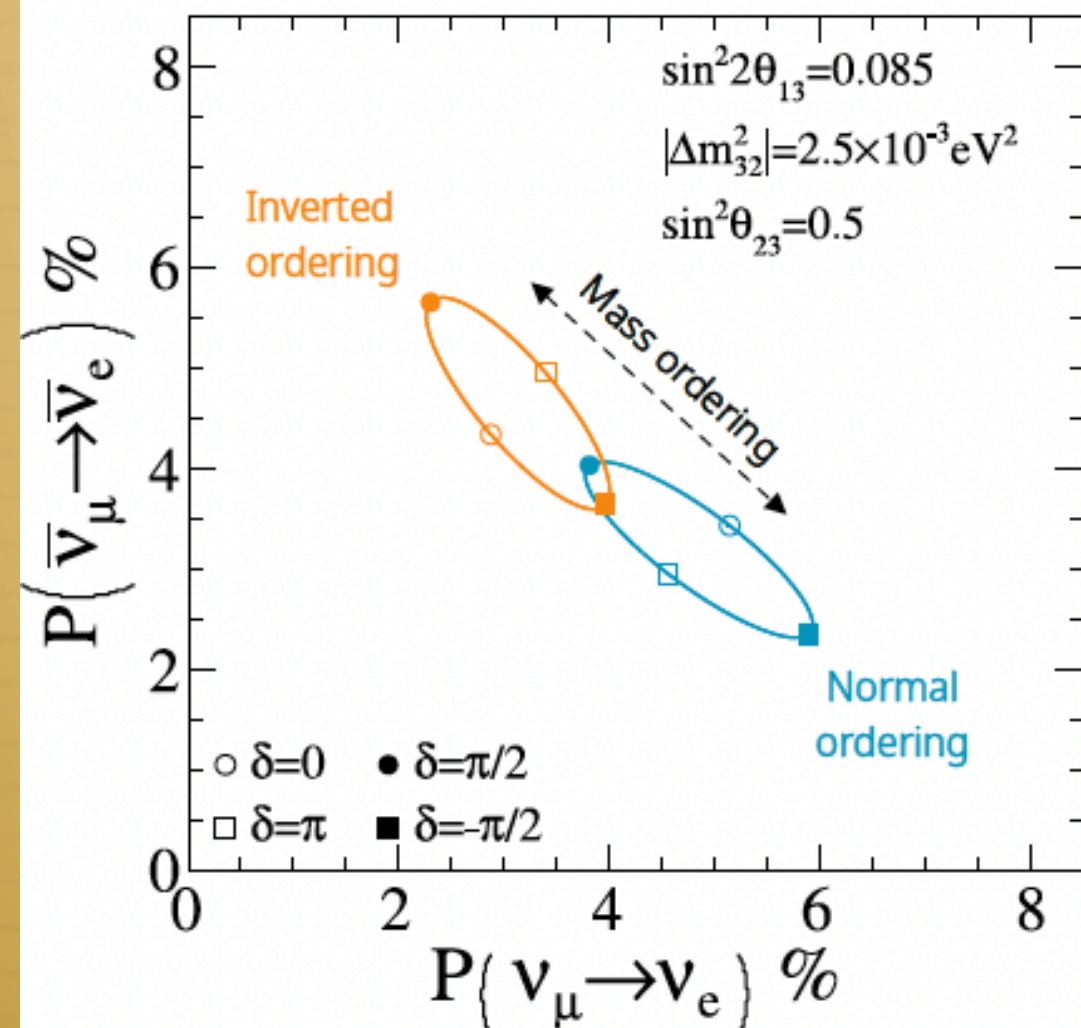 8
6
4
2
0
P(ν̅μ→ν̅e) %
sin²2θ₁₃=0.085
|Δm²₃₂|=2.5×10⁻³eV²
sin²θ₂₃=0.5
Inverted
ordering
Mass ordering
Normal
ordering
○ δ=0 ● δ=π/2
□ δ=π ■ δ=-π/2
0 2 4 6 8
P(νμ→νe) %